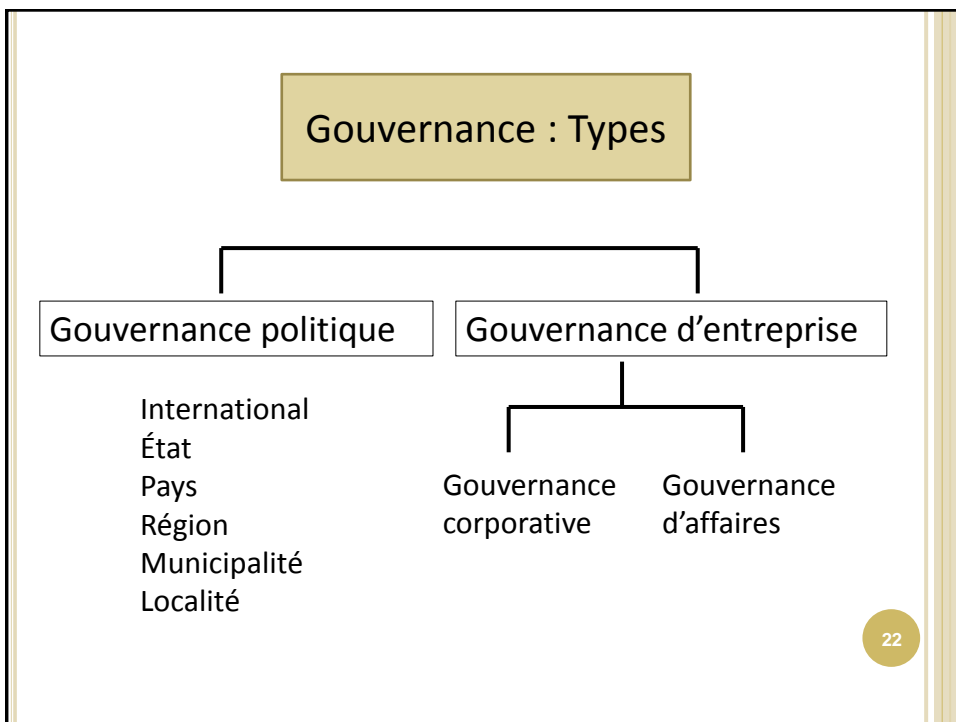 Gouvernance : Types
Gouvernance politique
Gouvernance d’entreprise
International
État
Pays
Région
Municipalité
Localité
Gouvernance
corporative
Gouvernance
d’affaires
22